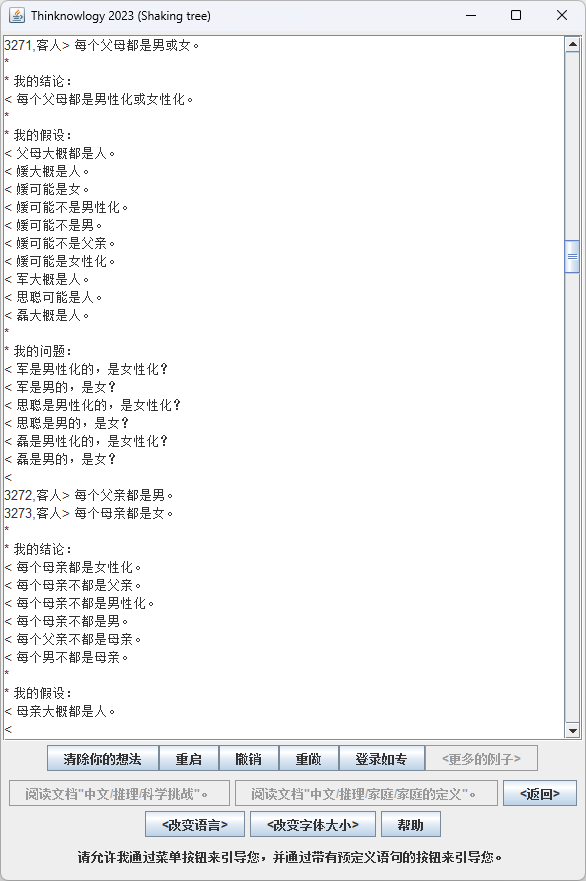 Thinknowlogy 2023 (Shaking tree)
3271,客人> 每个父母都是男或女。
*
* 我的结论：
< 每个父母都是男性化或女性化。
*
* 我的假设：
< 父母大概都是人。
< 媛大概是人。
< 媛可能是女。
< 媛可能不是男性化。
< 媛可能不是男。
< 媛可能不是父亲。
< 媛可能是女性化。
< 军大概是人。
< 思聪可能是人。
< 磊大概是人。
*
* 我的问题：
< 军是男性化的，是女性化？
< 军是男的，是女？
< 思聪是男性化的，是女性化？
< 思聪是男的，是女？
< 磊是男性化的，是女性化？
< 磊是男的，是女？
<
3272,客人> 每个父亲都是男。
3273,客人> 每个母亲都是女。
*
* 我的结论：
< 每个母亲都是女性化。
< 每个母亲不都是父亲。
< 每个母亲不都是男性化。
< 每个母亲不都是男。
< 每个父亲不都是母亲。
< 每个男不都是母亲。
*
* 我的假设：
< 母亲大概都是人。
<
清除你的想法 重启 撤销 重做 登录如专 <更多的例子>
阅读文档"中文/推理/科学挑战"。 阅读文档"中文/推理/家庭/家庭的定义"。 <返回>
<改变语言> <改变字体大小> 帮助
请允许我通过菜单按钮来引导您，并通过带有预定义语句的按钮来引导您。